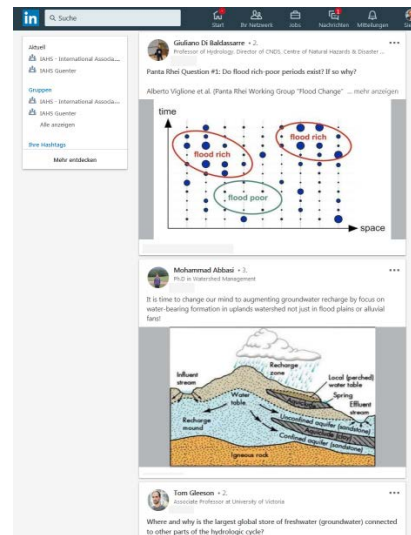 in Suche
Start Ihr Netzwerk Jobs Nachrichten Mitteilungen
Aktuell
IAHS - International Associa...
IAHS Guenter
Gruppen
IAHS - International Associa...
IAHS Guenter
Alle anzeigen
Ihre Hashtags
Mehr entdecken
Giuliano Di Baldassarre • 2.
Professor of Hydrology, Director of CNDS, Centre of Natural Hazards & Disaster ...
Panta Rhei Question #1: Do flood rich-poor periods exist? If so why?
Alberto Viglione et al. (Panta Rhei Working Group "Flood Change" ... mehr anzeigen
time
flood rich
flood rich
flood poor
space
Mohammad Abbasi • 3.
PhD in Watershed Management
It is time to change our mind to augmenting groundwater recharge by focus on
water-bearing formation in uplands watershed not just in flood plains or alluvial
fans!
Recharge
zone
Influent
stream
Local (perched)
water table
Spring
Effluent
stream
Water
table
Recharge
mound
Unconfined aquifer (sandstone)
Aquiclude (clay)
Confined aquifer (sandstone)
Igneous rock
Tom Gleeson • 2.
Associate Professor at University of Victoria
Where and why is the largest global store of freshwater (groundwater) connected
to other parts of the hydrologic cycle?